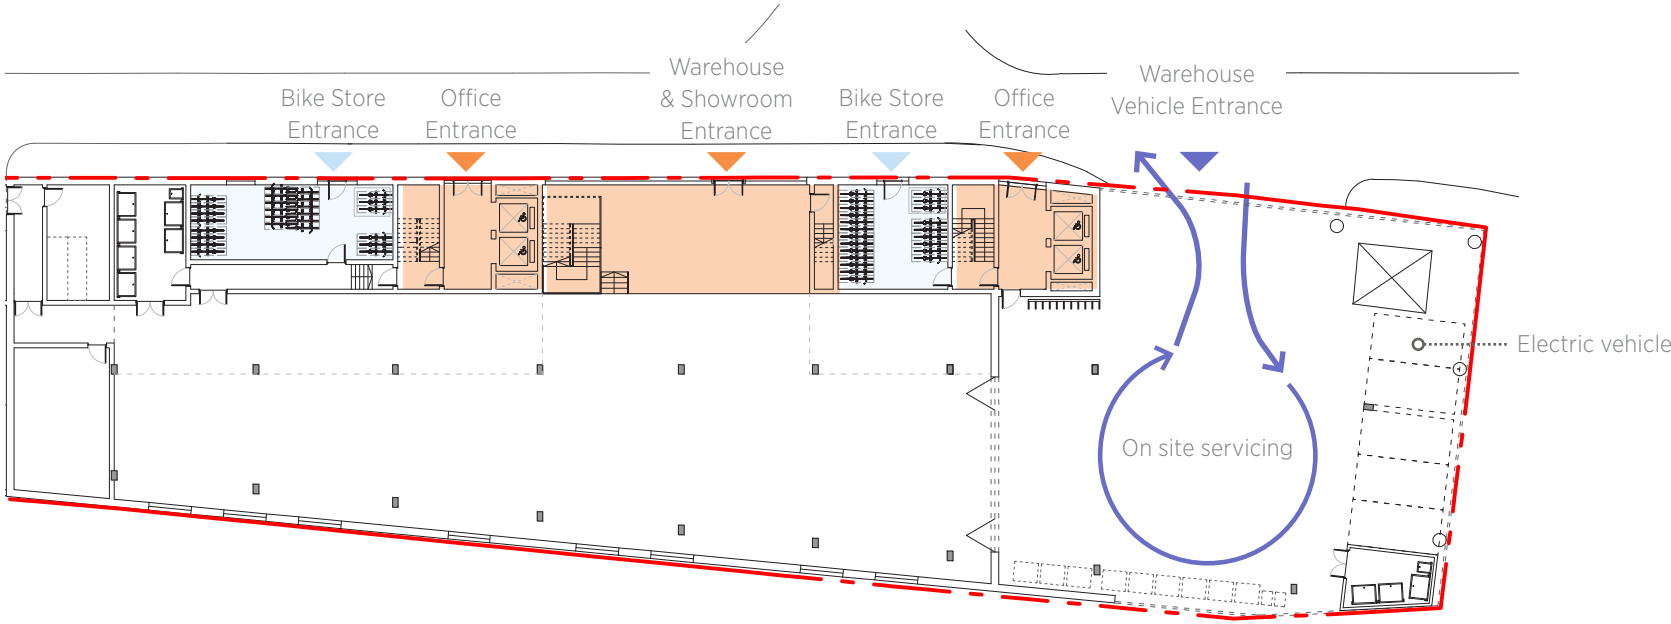 Bike Store
Entrance
Office
Entrance
Warehouse
& Showroom
Entrance
Bike Store
Entrance
Office
Entrance
Warehouse
Vehicle Entrance
Electric vehicle
On site servicing